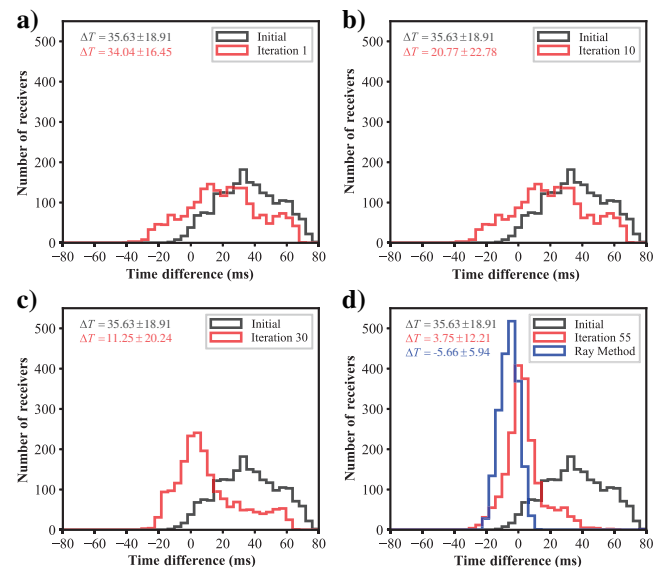 a)
ΔT = 35.63±18.91
ΔT = 34.04±16.45
Initial
Iteration 1
Number of receivers
500
400
300
200
100
0
−80 −60 −40 −20 0 20 40 60 80
Time difference (ms)
b)
ΔT = 35.63±18.91
ΔT = 20.77±22.78
Initial
Iteration 10
Number of receivers
500
400
300
200
100
0
−80 −60 −40 −20 0 20 40 60 80
Time difference (ms)
c)
ΔT = 35.63±18.91
ΔT = 11.25±20.24
Initial
Iteration 30
Number of receivers
500
400
300
200
100
0
−80 −60 −40 −20 0 20 40 60 80
Time difference (ms)
d)
ΔT = 35.63±18.91
ΔT = 3.75±12.21
ΔT = -5.66±5.94
Initial
Iteration 55
Ray Method
Number of receivers
500
400
300
200
100
0
−80 −60 −40 −20 0 20 40 60 80
Time difference (ms)